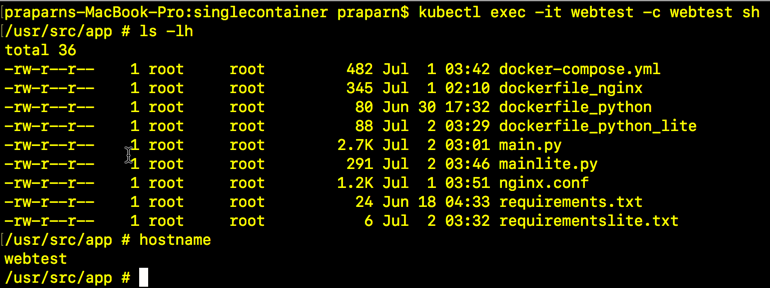 praparns-MacBook-Pro:singlecontainer praparn$ kubectl exec -it webtest -c webtest sh
/usr/src/app # ls -lh
total 36
-rw-r--r-- 1 root root 482 Jul 1 03:42 docker-compose.yml
-rw-r--r-- 1 root root 345 Jul 1 02:10 dockerfile_nginx
-rw-r--r-- 1 root root 80 Jun 30 17:32 dockerfile_python
-rw-r--r-- 1 root root 88 Jul 2 03:29 dockerfile_python_lite
-rw-r--r-- 1 root root 2.7K Jul 2 03:01 main.py
-rw-r--r-- 1 root root 291 Jul 2 03:46 mainlite.py
-rw-r--r-- 1 root root 1.2K Jul 1 03:51 nginx.conf
-rw-r--r-- 1 root root 24 Jun 18 04:33 requirements.txt
-rw-r--r-- 1 root root 6 Jul 2 03:32 requirementslite.txt
/usr/src/app # hostname
webtest
/usr/src/app #